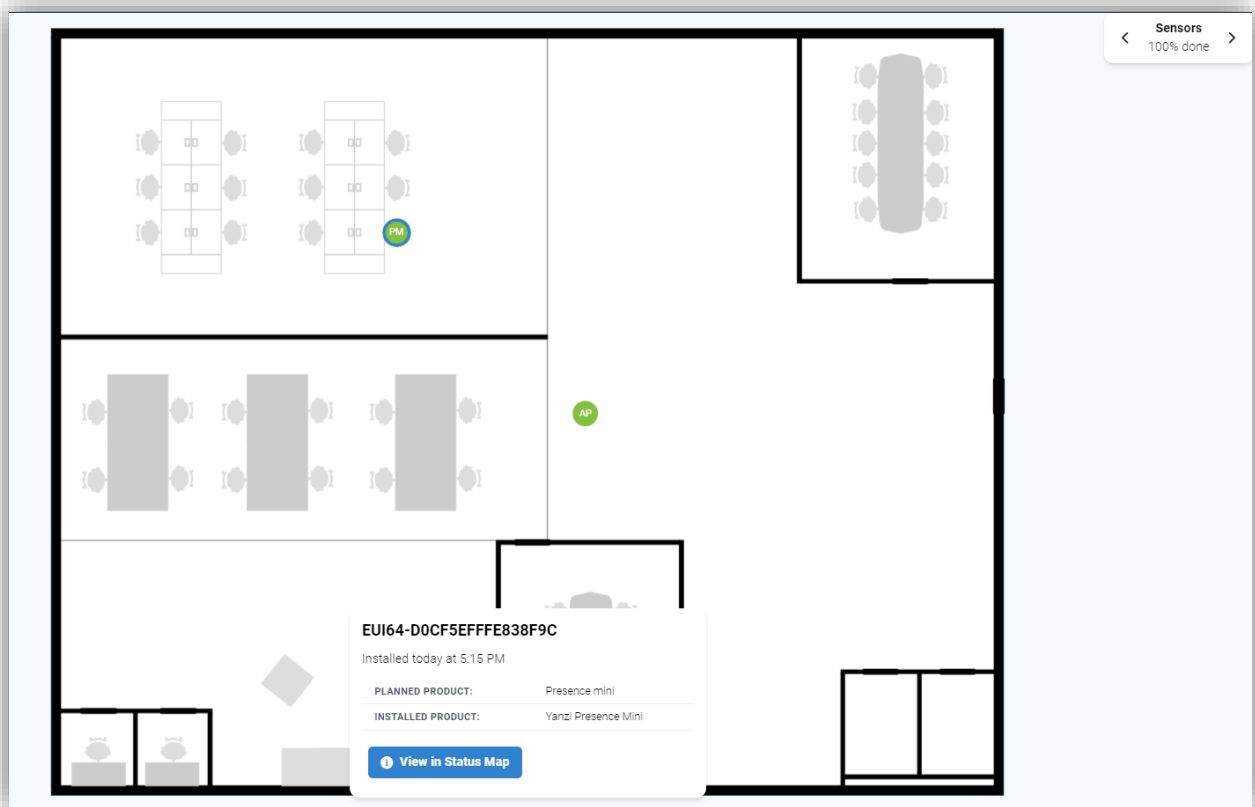 Sensors
100% done
PM
AP
EUI64-D0CF5EFFFE838F9C
Installed today at 5:15 PM
PLANNED PRODUCT: Presence mini
INSTALLED PRODUCT: Yanzi Presence Mini
View in Status Map